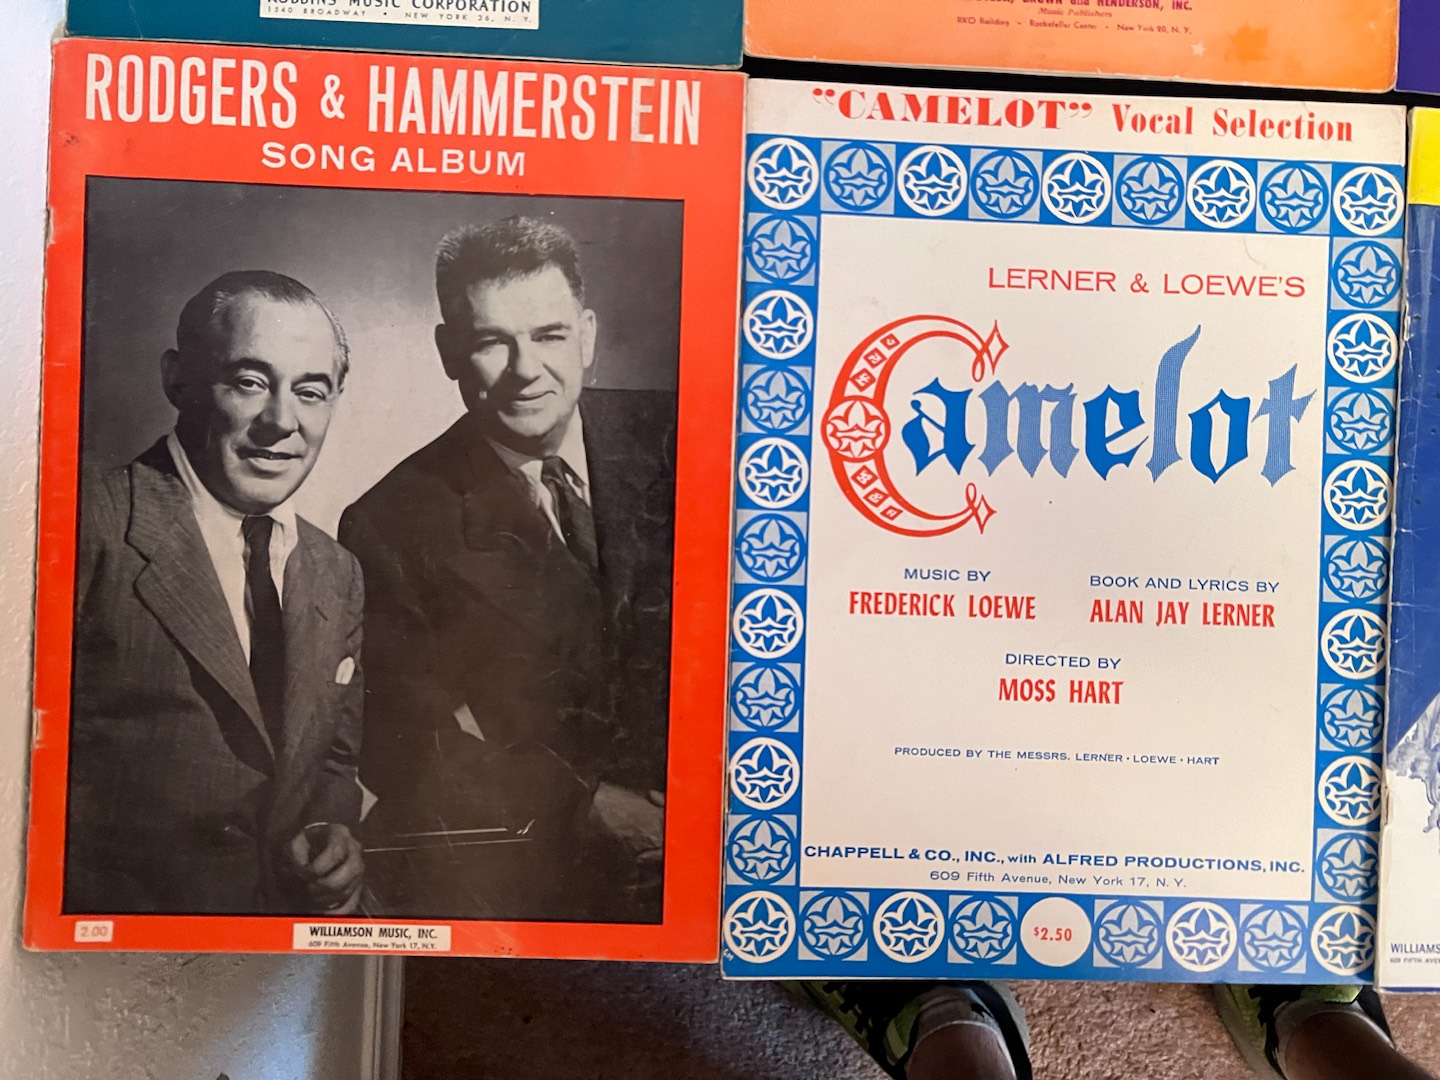 ROBBINS MUSIC CORPORATION
1540 BROADWAY • NEW YORK 36, N. Y.
BROWN and HENDERSON, INC.
Music Publishers
RKO Building - Rockefeller Center - New York 20, N. Y.
RODGERS & HAMMERSTEIN
SONG ALBUM
2.00
WILLIAMSON MUSIC, INC.
609 Fifth Avenue, New York 17, N.Y.
"CAMELOT" Vocal Selection
LERNER & LOEWE'S
Camelot
MUSIC BY
FREDERICK LOEWE
BOOK AND LYRICS BY
ALAN JAY LERNER
DIRECTED BY
MOSS HART
PRODUCED BY THE MESSRS. LERNER • LOEWE • HART
CHAPPELL & CO., INC., with ALFRED PRODUCTIONS, INC.
609 Fifth Avenue, New York 17, N. Y.
$2.50
WILLIAMS
609 FIFTH AVE